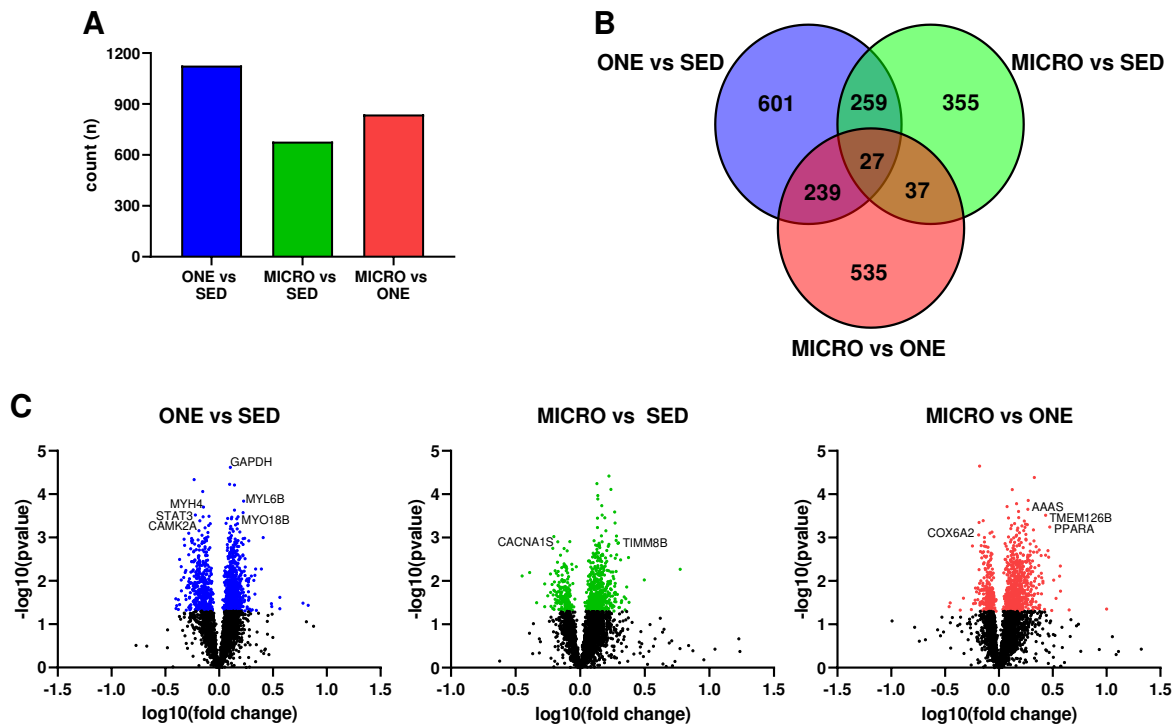 A
count (n)
1200
900
600
300
0
ONE vs
SED
MICRO vs
SED
MICRO vs
ONE
B
ONE vs SED
MICRO vs SED
601
259
355
27
239
37
535
MICRO vs ONE
C
ONE vs SED
-log10(pvalue)
5
4
3
2
1
0
GAPDH
MYH4
MYL6B
STAT3
MYO18B
CAMK2A
-1.5 -1.0 -0.5 0.0 0.5 1.0 1.5
log10(fold change)
MICRO vs SED
-log10(pvalue)
5
4
3
2
1
0
CACNA1S
TIMM8B
-1.5 -1.0 -0.5 0.0 0.5 1.0 1.5
log10(fold change)
MICRO vs ONE
-log10(pvalue)
5
4
3
2
1
0
AAAS
TMEM126B
COX6A2
PPARA
-1.5 -1.0 -0.5 0.0 0.5 1.0 1.5
log10(fold change)